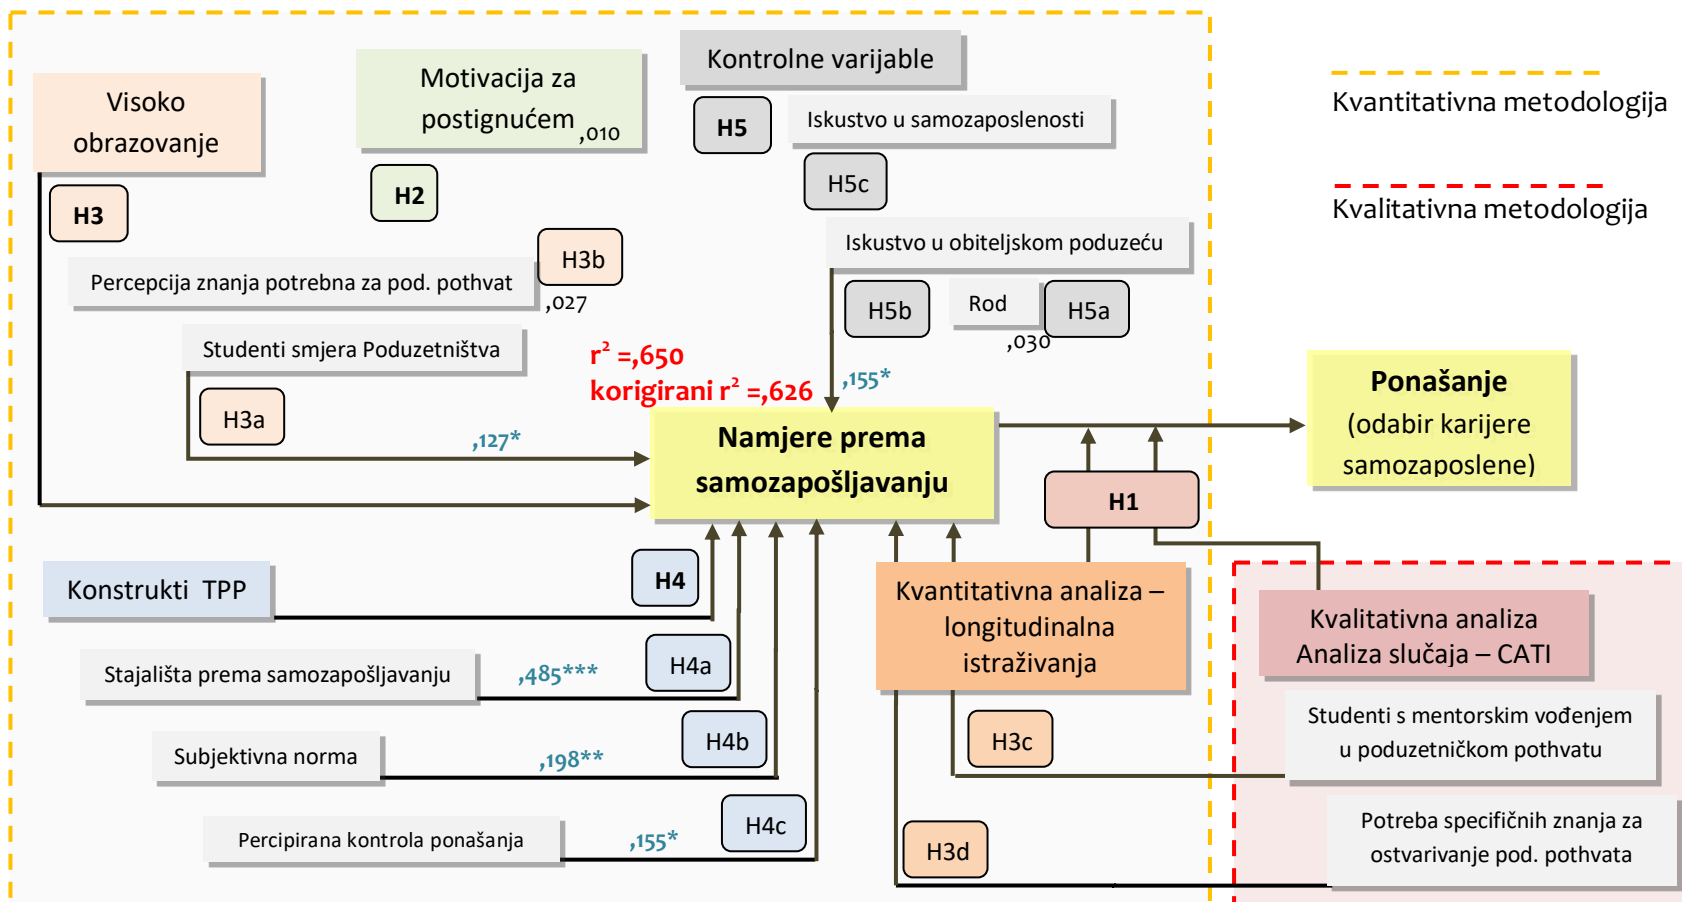 Visoko
obrazovanje
H3
Motivacija za
postignućem ,010
H2
Kontrolne varijable
H5
Iskustvo u samozaposlenosti
H5c
Iskustvo u obiteljskom poduzeću
H5b
Rod
,030
H5a
,155*
Kvantitativna metodologija
Kvalitativna metodologija
Percepcija znanja potrebna za pod. pothvat
H3b
,027
Studenti smjera Poduzetništva
H3a
,127*
r² =,650
korigirani r² =,626
Namjere prema
samozapošljavanju
Ponašanje
(odabir karijere
samozaposlene)
H1
Konstrukti TPP
H4
Stajališta prema samozapošljavanju
,485***
H4a
Subjektivna norma
,198**
H4b
Percipirana kontrola ponašanja
,155*
H4c
Kvantitativna analiza –
longitudinalna
istraživanja
H3c
H3d
Kvalitativna analiza
Analiza slučaja – CATI
Studenti s mentorskim vođenjem
u poduzetničkom pothvatu
Potreba specifičnih znanja za
ostvarivanje pod. pothvata